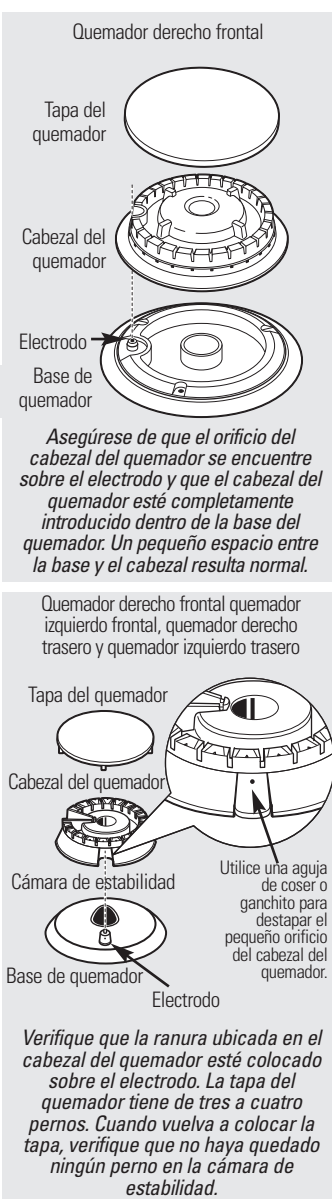 Quemador derecho frontal
Tapa del
quemador
Cabezal del
quemador
Electrodo
Base de
quemador
Asegúrese de que el orificio del
cabezal del quemador se encuentre
sobre el electrodo y que el cabezal del
quemador esté completamente
introducido dentro de la base del
quemador. Un pequeño espacio entre
la base y el cabezal resulta normal.
Quemador derecho frontal quemador
izquierdo frontal, quemador derecho
trasero y quemador izquierdo trasero
Tapa del quemador
Cabezal del quemador
Cámara de estabilidad
Utilice una aguja
de coser o
ganchito para
destapar el
pequeño orificio
del cabezal del
quemador.
Base de quemador
Electrodo
Verifique que la ranura ubicada en el
cabezal del quemador esté colocado
sobre el electrodo. La tapa del
quemador tiene de tres a cuatro
pernos. Cuando vuelva a colocar la
tapa, verifique que no haya quedado
ningún perno en la cámara de
estabilidad.